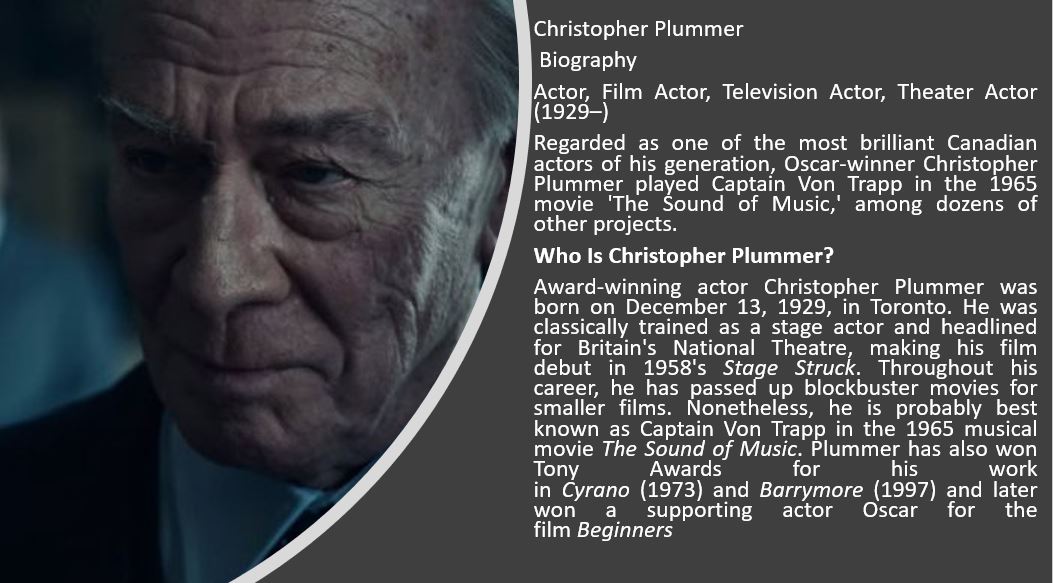 Christopher Plummer
Biography
Actor, Film Actor, Television Actor, Theater Actor
(1929–)
Regarded as one of the most brilliant Canadian
actors of his generation, Oscar-winner Christopher
Plummer played Captain Von Trapp in the 1965
movie 'The Sound of Music,' among dozens of
other projects.
Who Is Christopher Plummer?
Award-winning actor Christopher Plummer was
born on December 13, 1929, in Toronto. He was
classically trained as a stage actor and headlined
for Britain's National Theatre, making his film
debut in 1958's Stage Struck. Throughout his
career, he has passed up blockbuster movies for
smaller films. Nonetheless, he is probably best
known as Captain Von Trapp in the 1965 musical
movie The Sound of Music. Plummer has also won
Tony Awards for his work
in Cyrano (1973) and Barrymore (1997) and later
won a supporting actor Oscar for the
film Beginners